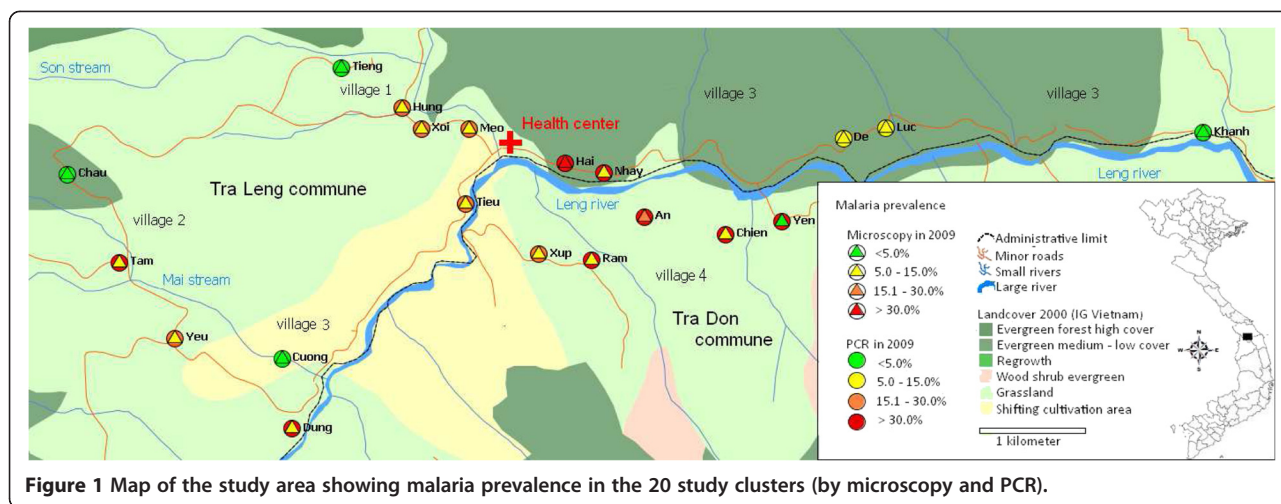 Son stream
Tieng
village 1
Hung
Xoi
Meo
Health center
village 3
village 3
De
Luc
Khanh
Hai
Nhay
Chau
Tra Leng commune
Leng river
Leng river
village 2
Tieu
An
Chien
Yen
Tam
Xup
Ram
village 4
Mai stream
Tra Don
commune
Yeu
village 3
Cuong
Dung
Malaria prevalence
Microscopy in 2009
<5.0%
5.0 - 15.0%
15.1 - 30.0%
> 30.0%
PCR in 2009
<5.0%
5.0 - 15.0%
15.1 - 30.0%
> 30.0%
Administrative limit
Minor roads
Small rivers
Large river
Landcover 2000 (IG Vietnam)
Evergreen forest high cover
Evergreen medium - low cover
Regrowth
Wood shrub evergreen
Grassland
Shifting cultivation area
1 kilometer
N
W
E
S
Figure 1 Map of the study area showing malaria prevalence in the 20 study clusters (by microscopy and PCR).